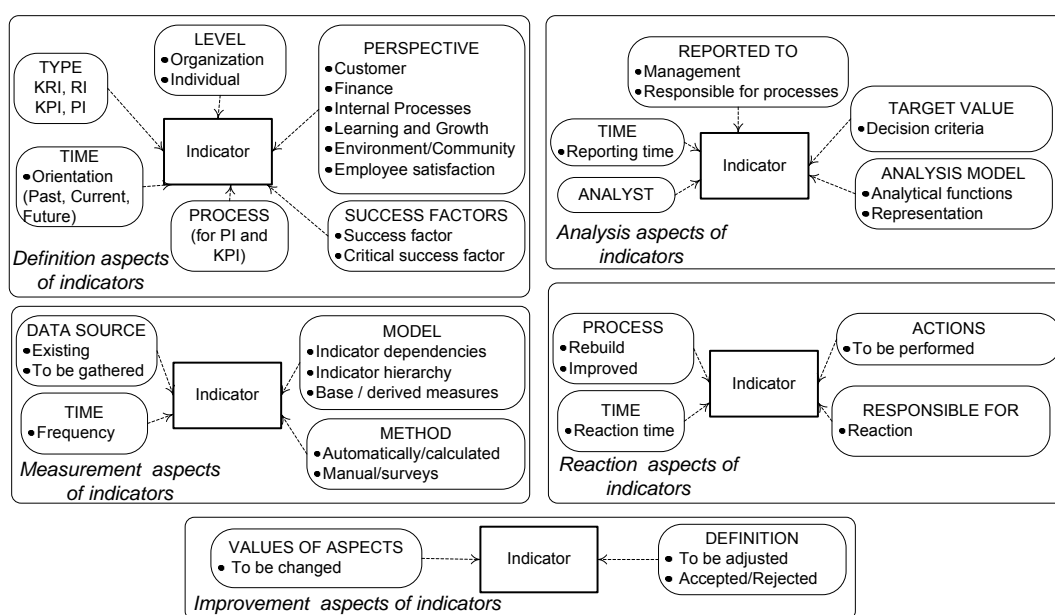 TYPE
KRI, RI
KPI, PI
LEVEL
● Organization
● Individual
PERSPECTIVE
● Customer
● Finance
● Internal Processes
● Learning and Growth
● Environment/Community
● Employee satisfaction
Indicator
TIME
● Orientation
(Past, Current,
Future)
PROCESS
(for PI and
KPI)
SUCCESS FACTORS
● Success factor
● Critical success factor
Definition aspects
of indicators
REPORTED TO
● Management
● Responsible for processes
TIME
● Reporting time
ANALYST
Indicator
TARGET VALUE
● Decision criteria
ANALYSIS MODEL
● Analytical functions
● Representation
Analysis aspects of
indicators
DATA SOURCE
● Existing
● To be gathered
TIME
● Frequency
Indicator
MODEL
● Indicator dependencies
● Indicator hierarchy
● Base / derived measures
METHOD
● Automatically/calculated
● Manual/surveys
Measurement aspects
of indicators
PROCESS
● Rebuild
● Improved
TIME
● Reaction time
Indicator
ACTIONS
● To be performed
RESPONSIBLE FOR
● Reaction
Reaction aspects of
indicators
VALUES OF ASPECTS
● To be changed
Indicator
DEFINITION
● To be adjusted
● Accepted/Rejected
Improvement aspects of indicators